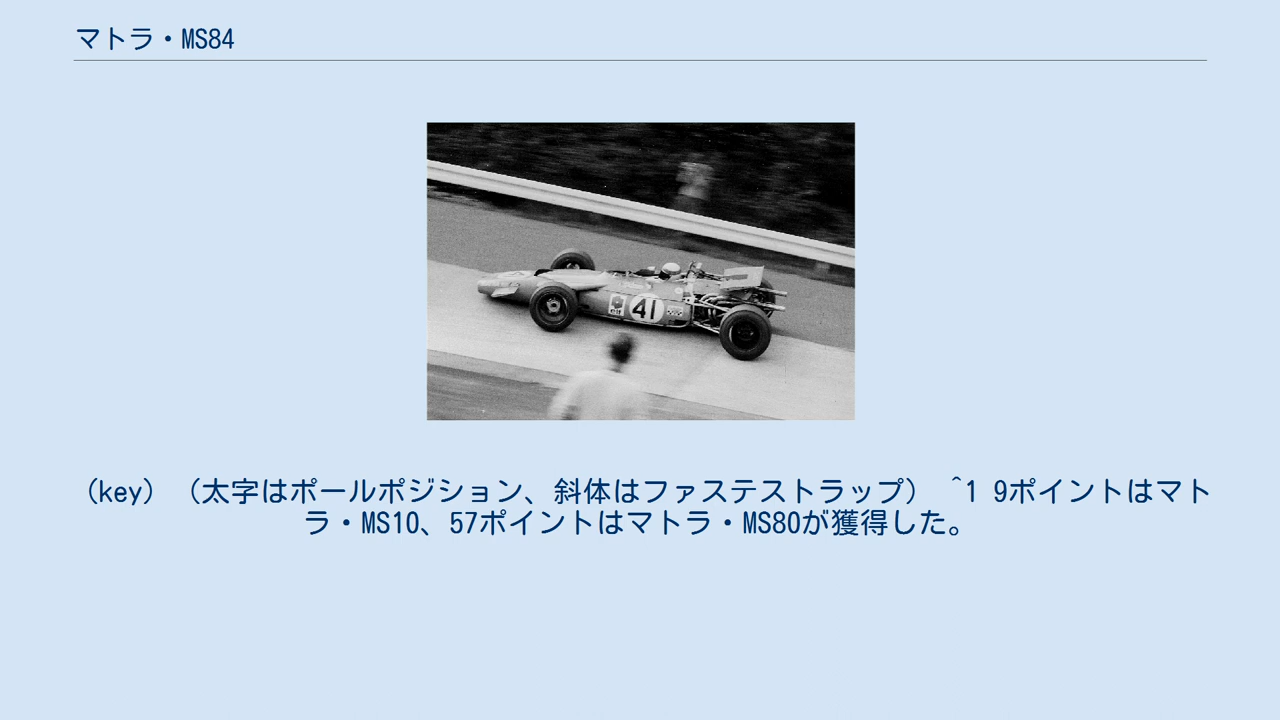 マトラ・MS84
41
(key) (太字はポールポジション、斜体はファステストラップ) ^1 9ポイントはマト
ラ・MS10、57ポイントはマトラ・MS80が獲得した。